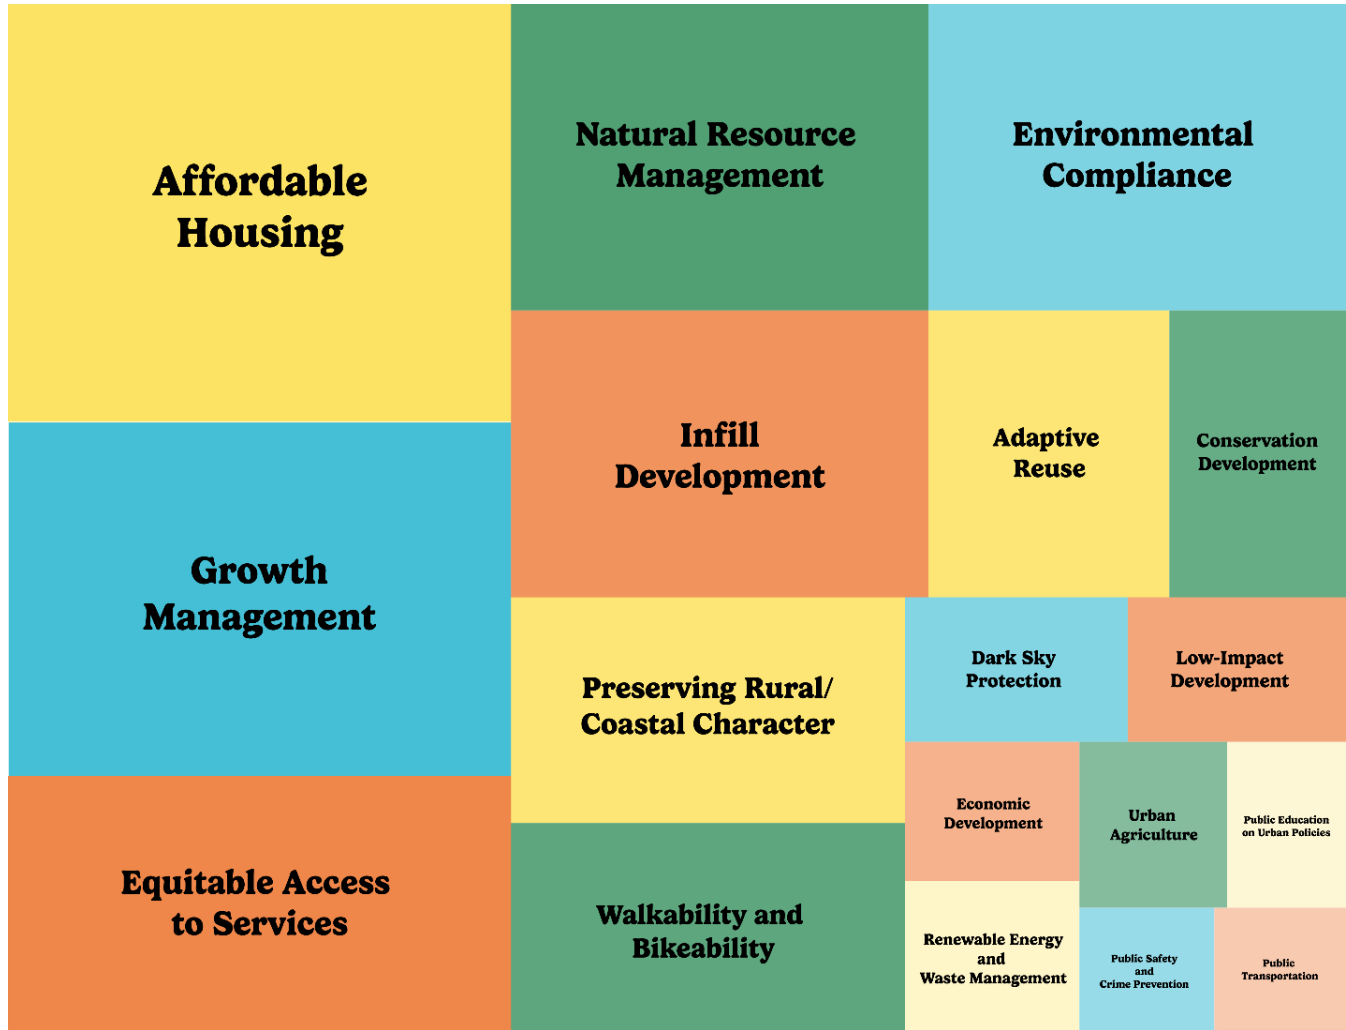 Affordable
Housing
Natural Resource
Management
Environmental
Compliance
Growth
Management
Infill
Development
Adaptive
Reuse
Conservation
Development
Equitable Access
to Services
Preserving Rural/
Coastal Character
Dark Sky
Protection
Low-Impact
Development
Walkability and
Bikeability
Economic
Development
Urban
Agriculture
Public Education
on Urban Policies
Renewable Energy
and
Waste Management
Public Safety
and
Crime Prevention
Public
Transportation